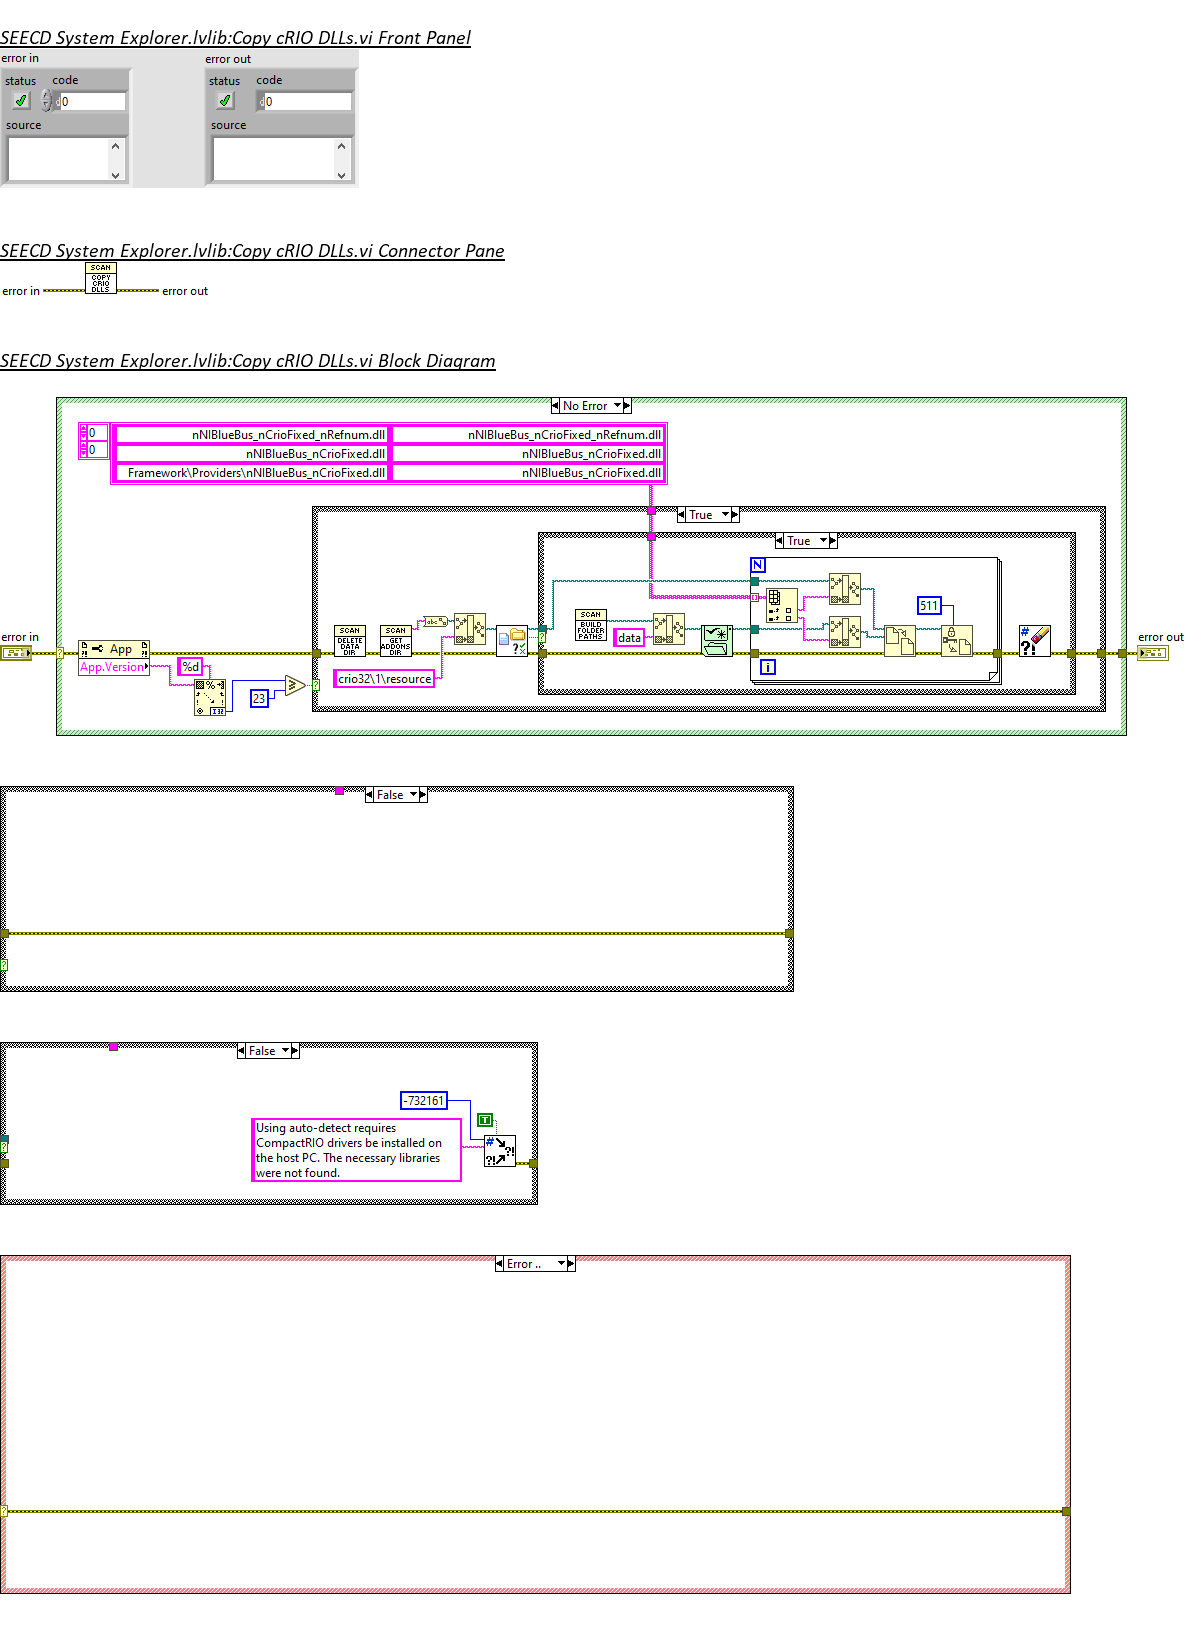 SEECD System Explorer.lvlib:Copy cRIO DLLs.vi Front Panel
error in
error out
status code
status code
0
0
source
source
SEECD System Explorer.lvlib:Copy cRIO DLLs.vi Connector Pane
SCAN
COPY
CRIO
DLLS
error in
error out
SEECD System Explorer.lvlib:Copy cRIO DLLs.vi Block Diagram
No Error
0
0
nNIBlueBus_nCrioFixed_nRefnum.dll nNIBlueBus_nCrioFixed_nRefnum.dll
nNIBlueBus_nCrioFixed.dll nNIBlueBus_nCrioFixed.dll
Framework\Providers\nNIBlueBus_nCrioFixed.dll nNIBlueBus_nCrioFixed.dll
True
True
N
511
SCAN
BUILD
FOLDER
PATHS
data
abc
SCAN
DELETE
DATA
DIR
SCAN
GET
ADDONS
DIR
error in
error out
App
App.Version
%d
crio32\1\resource
23
i
False
False
-732161
T
Using auto-detect requires
CompactRIO drivers be installed on
the host PC. The necessary libraries
were not found.
Error ..